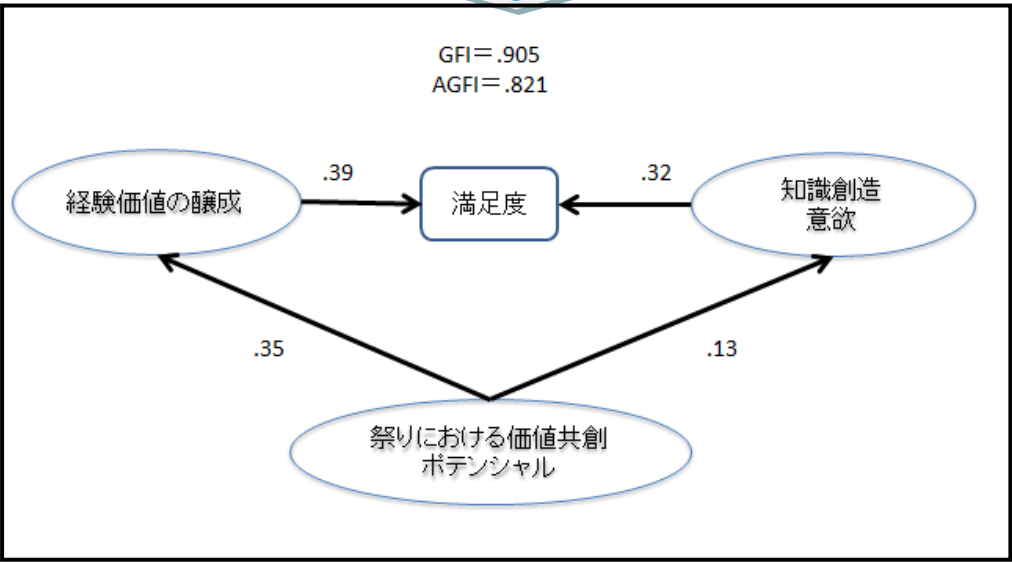 GFI＝.905
AGFI＝.821
.39
.32
経験価値の醸成
満足度
知識創造
意欲
.35
.13
祭りにおける価値共創
ポテンシャル